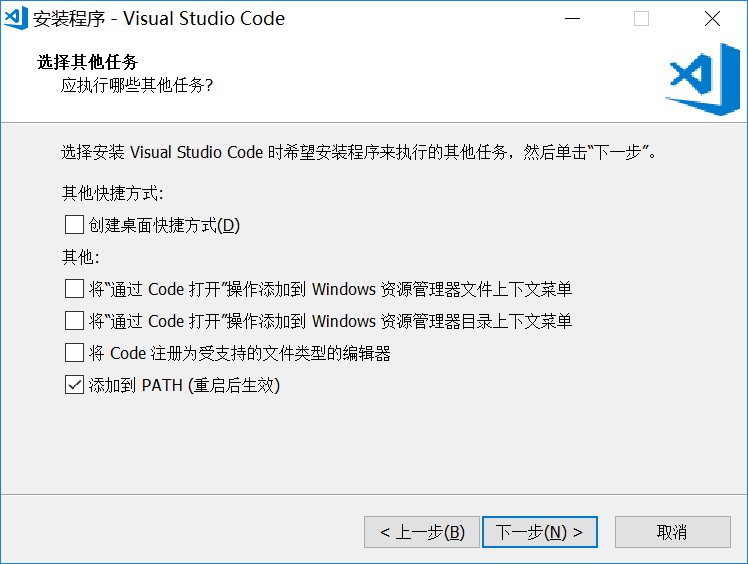 安装程序 - Visual Studio Code
选择其他任务
应执行哪些其他任务?
选择安装 Visual Studio Code 时希望安装程序来执行的其他任务，然后单击“下一步”。
其他快捷方式:
创建桌面快捷方式(D)
其他:
将“通过 Code 打开”操作添加到 Windows 资源管理器文件上下文菜单
将“通过 Code 打开”操作添加到 Windows 资源管理器目录上下文菜单
将 Code 注册为受支持的文件类型的编辑器
添加到 PATH (重启后生效)
< 上一步(B) 下一步(N) > 取消